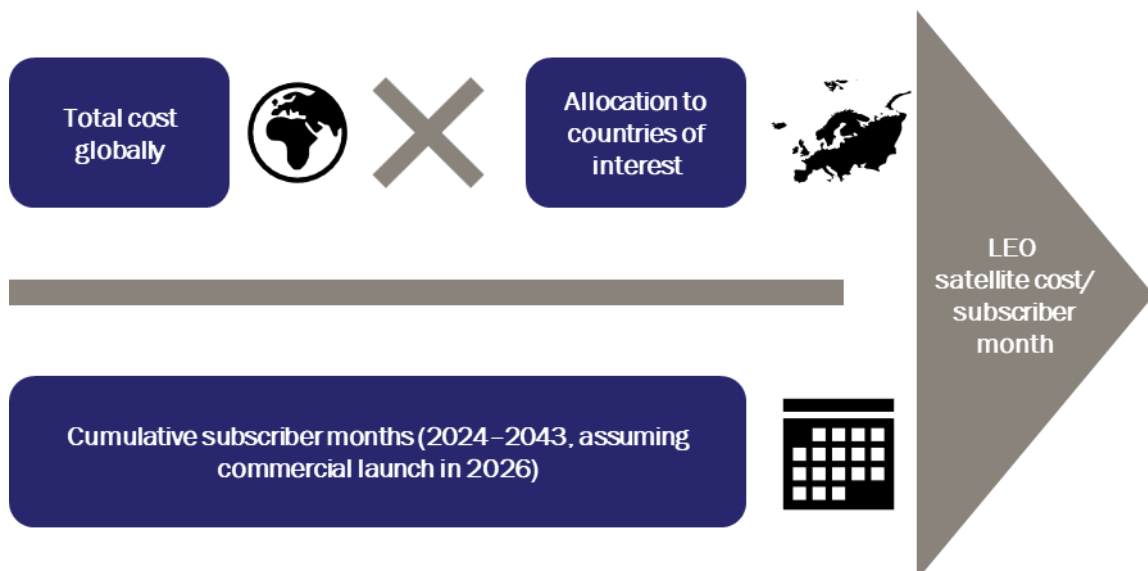 Total cost
globally
Allocation to
countries of
interest
Cumulative subscriber months (2024–2043, assuming
commercial launch in 2026)
LEO
satellite cost/
subscriber
month